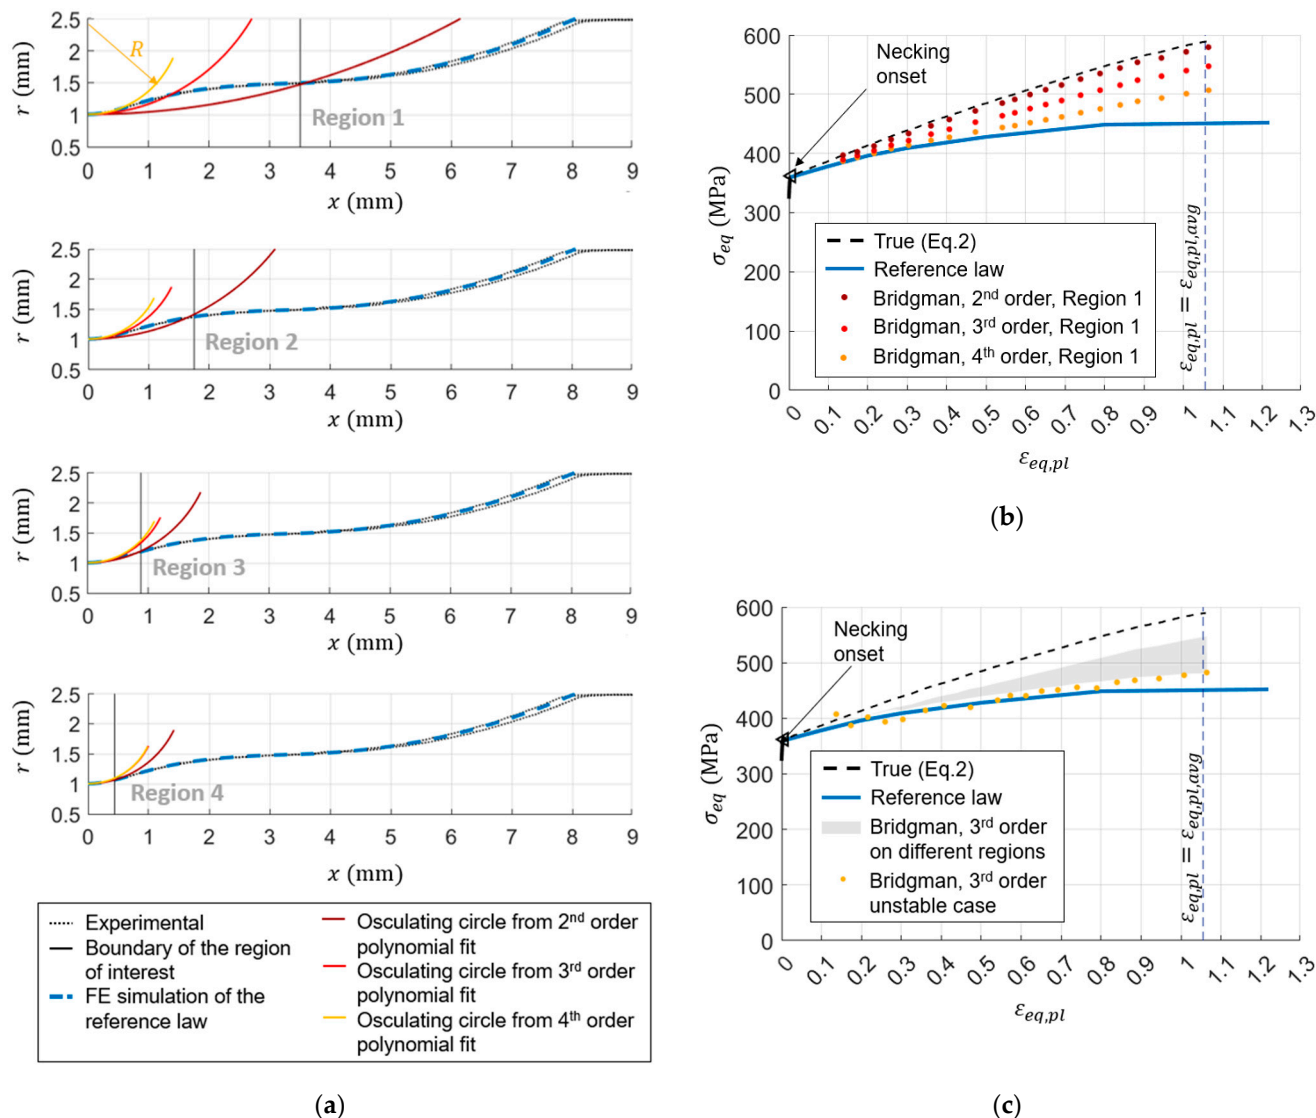 2.5
2
1.5
1
0.5
r (mm)
R
Region 1
0 1 2 3 4 5 6 7 8 9
x (mm)
2.5
2
1.5
1
0.5
r (mm)
Region 2
0 1 2 3 4 5 6 7 8 9
x (mm)
2.5
2
1.5
1
0.5
r (mm)
Region 3
0 1 2 3 4 5 6 7 8 9
x (mm)
2.5
2
1.5
1
0.5
r (mm)
Region 4
0 1 2 3 4 5 6 7 8 9
x (mm)
Experimental
Boundary of the region
of interest
FE simulation of the
reference law
Osculating circle from 2nd order
polynomial fit
Osculating circle from 3rd order
polynomial fit
Osculating circle from 4th order
polynomial fit
(a)
600
500
400
300
200
100
0
σeq (MPa)
Necking
onset
True (Eq.2)
Reference law
Bridgman, 2nd order, Region 1
Bridgman, 3rd order, Region 1
Bridgman, 4th order, Region 1
εeq,pl = εeq,pl,avg
0 0.1 0.2 0.3 0.4 0.5 0.6 0.7 0.8 0.9 1 1.1 1.2 1.3
εeq,pl
(b)
600
500
400
300
200
100
0
σeq (MPa)
Necking
onset
True (Eq.2)
Reference law
Bridgman, 3rd order
on different regions
Bridgman, 3rd order
unstable case
εeq,pl = εeq,pl,avg
0 0.1 0.2 0.3 0.4 0.5 0.6 0.7 0.8 0.9 1 1.1 1.2 1.3
εeq,pl
(c)